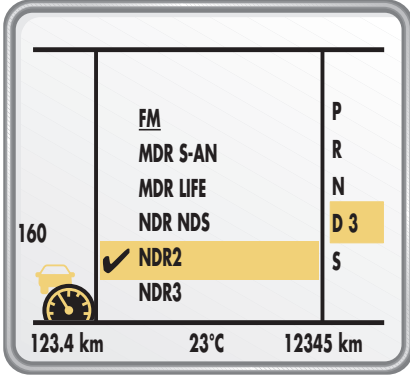 FM
MDR S-AN
MDR LIFE
NDR NDS
NDR2
NDR3
160
P
R
N
D 3
S
123.4 km 23°C 12345 km